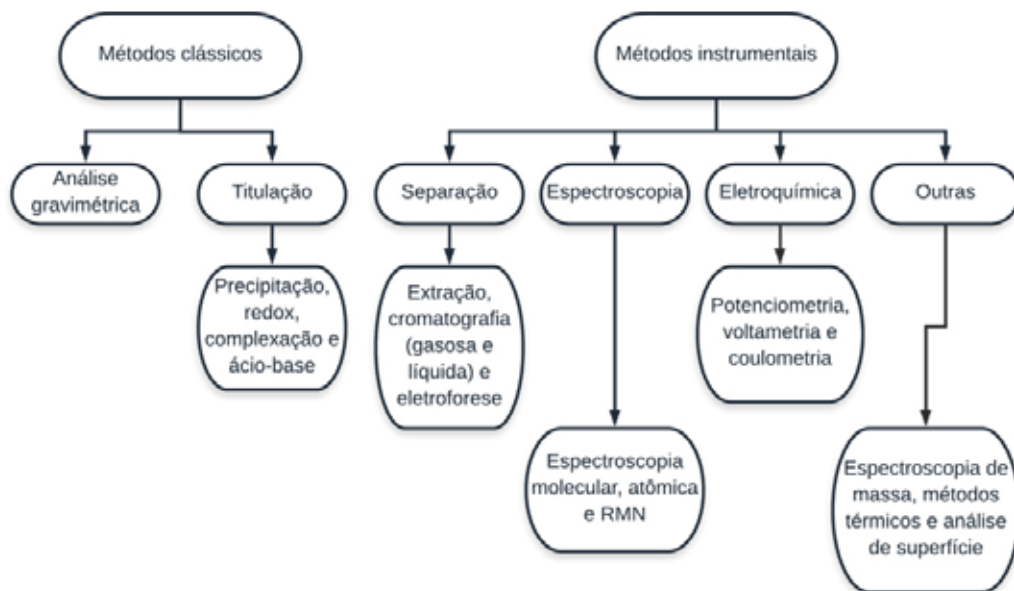 Métodos clássicos
Métodos instrumentais
Análise
gravimétrica
Titulação
Separação
Espectroscopia
Eletroquímica
Outras
Precipitação,
redox,
complexação e
ácio-base
Extração,
cromatografia
(gasosa e
líquida) e
eletroforese
Potenciometria,
voltametria e
coulometria
Espectroscopia
molecular, atômica
e RMN
Espectroscopia de
massa, métodos
térmicos e análise
de superfície